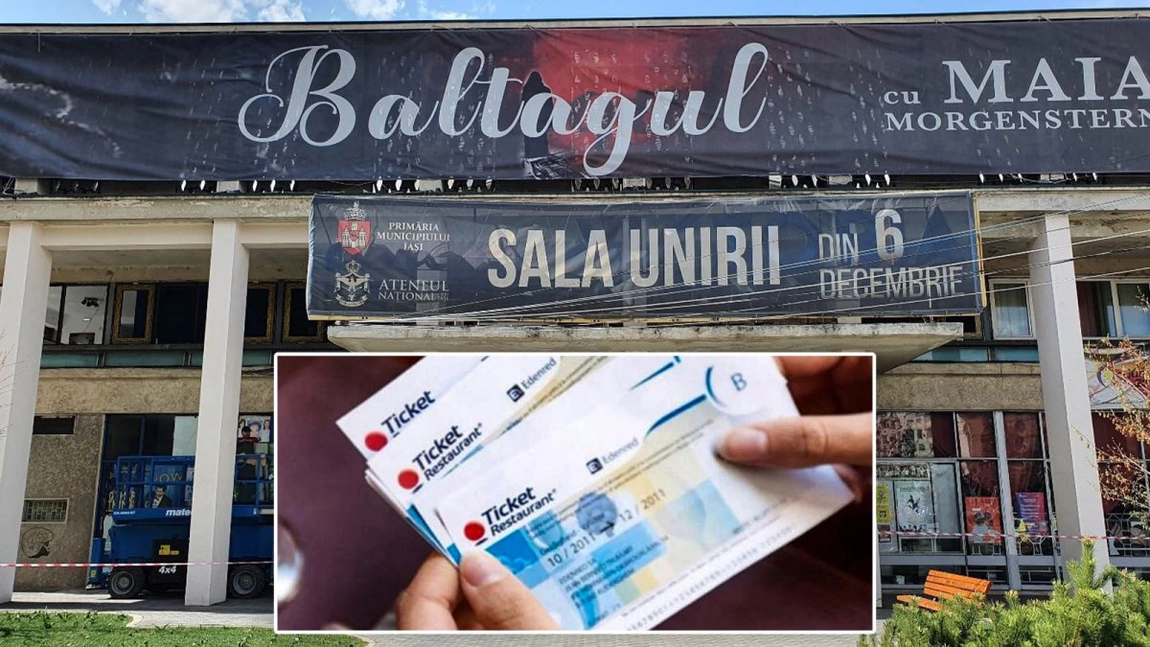 Baltagul
cu MAIA
MORGENSTERN
PRIMĂRIA
MUNICIPIULUI
IAȘI
ATENEUL
NAȚIONAL
SALA UNIRII
DIN 6
DECEMBRIE
Ticket
Edenred
Ticket
Restaurant
Edenred
B
Ticket
Restaurant
10 / 2011
12 / 2011
4x4